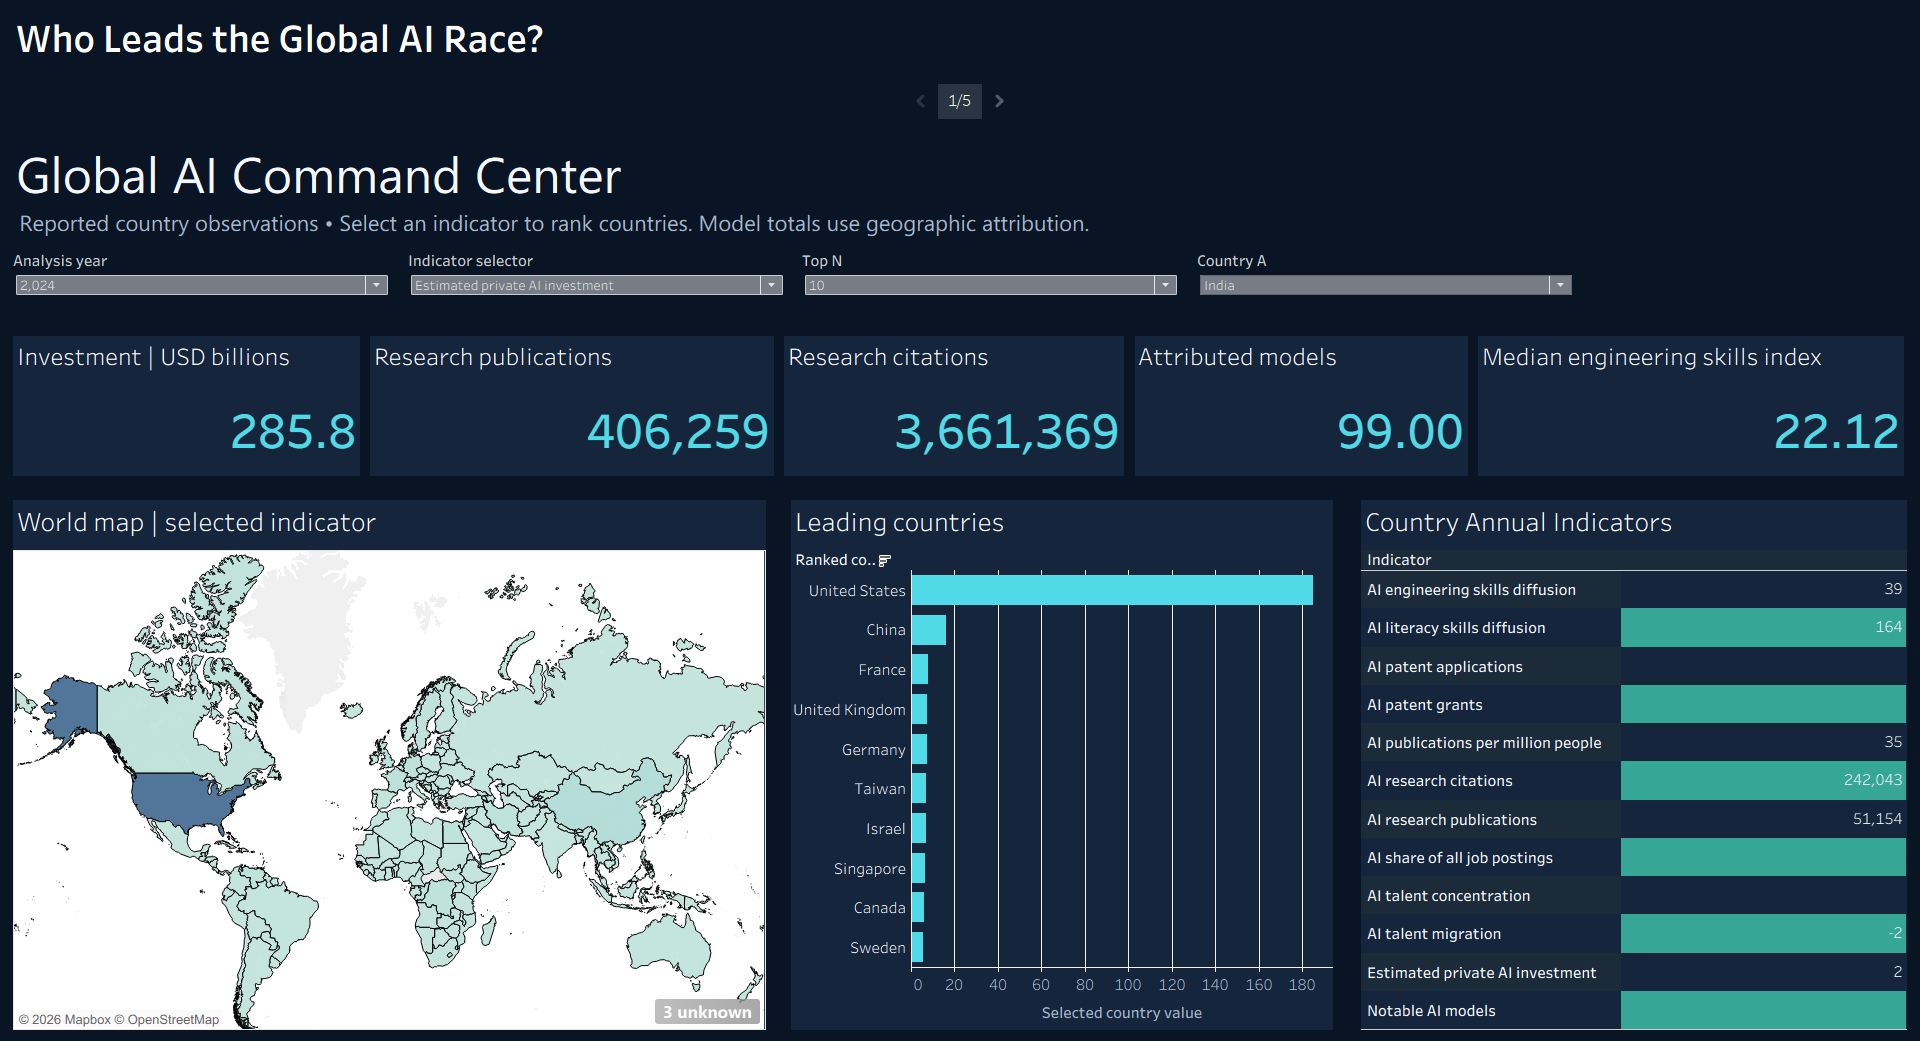 Who Leads the Global AI Race?
1/5
Global AI Command Center
Reported country observations • Select an indicator to rank countries. Model totals use geographic attribution.
Analysis year
2,024
Indicator selector
Estimated private AI investment
Top N
10
Country A
India
Investment | USD billions
285.8
Research publications
406,259
Research citations
3,661,369
Attributed models
99.00
Median engineering skills index
22.12
World map | selected indicator
© 2026 Mapbox © OpenStreetMap
3 unknown
Leading countries
Ranked co..
United States
China
France
United Kingdom
Germany
Taiwan
Israel
Singapore
Canada
Sweden
0 20 40 60 80 100 120 140 160 180
Selected country value
Country Annual Indicators
Indicator
AI engineering skills diffusion 39
AI literacy skills diffusion 164
AI patent applications
AI patent grants
AI publications per million people 35
AI research citations 242,043
AI research publications 51,154
AI share of all job postings
AI talent concentration
AI talent migration -2
Estimated private AI investment 2
Notable AI models